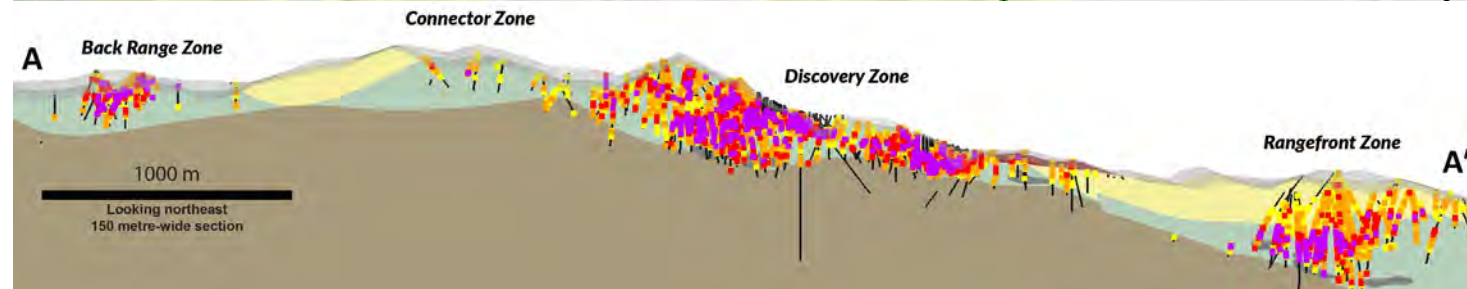 Connector Zone
A
Back Range Zone
Discovery Zone
Rangefront Zone
A'
1000 m
Looking northeast
150 metre-wide section